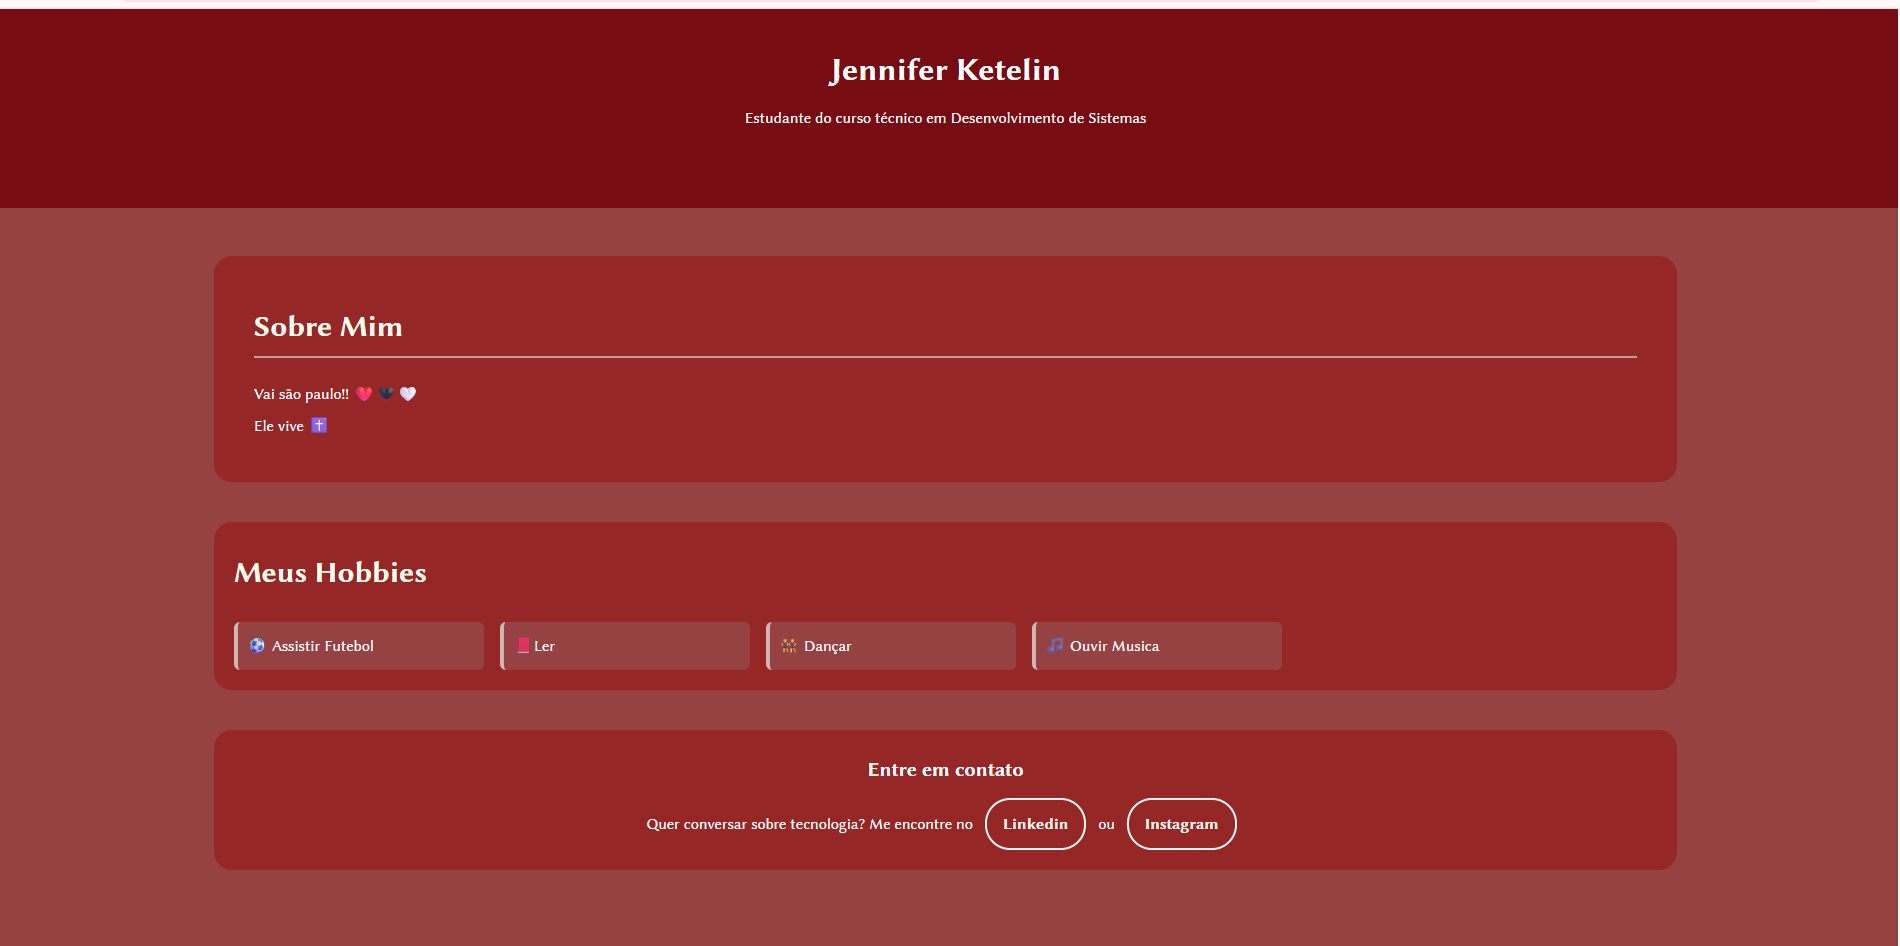 Jennifer Ketelin
Estudante do curso técnico em Desenvolvimento de Sistemas
Sobre Mim
Vai são paulo!! ❤️🖤🤍
Ele vive ✝️
Meus Hobbies
⚽ Assistir Futebol
📕 Ler
👯 Dançar
🎵 Ouvir Musica
Entre em contato
Quer conversar sobre tecnologia? Me encontre no Linkedin ou Instagram